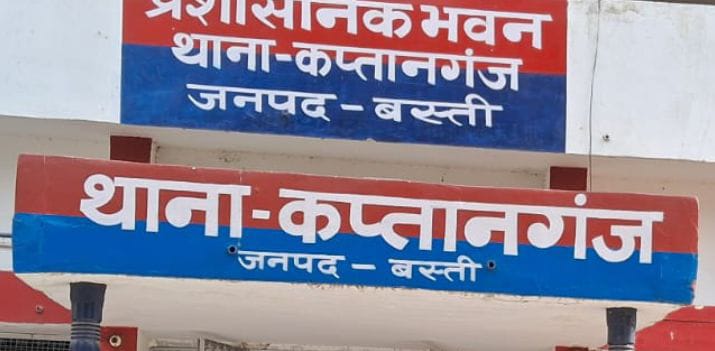 प्रशासनिक भवन
थाना-कप्तानगंज
जनपद - बस्ती
थाना-कप्तानगंज
जनपद - बस्ती